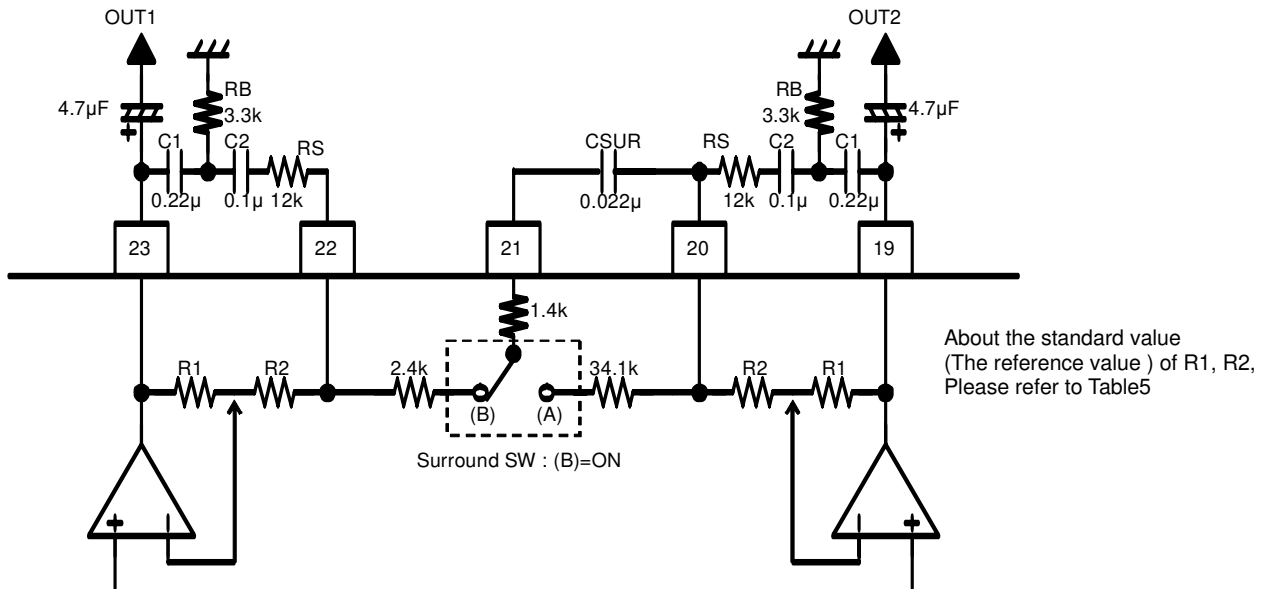 OUT1
OUT2
RB
RB
4.7µF
3.3k
3.3k
4.7µF
+
+
C1
C2
RS
CSUR
RS
C2
C1
0.22µ
0.1µ
12k
0.022µ
12k
0.1µ
0.22µ
23
22
21
20
19
1.4k
R1
R2
2.4k
34.1k
R2
R1
(B)
(A)
About the standard value
(The reference value ) of R1, R2,
Please refer to Table5
Surround SW : (B)=ON
+
+